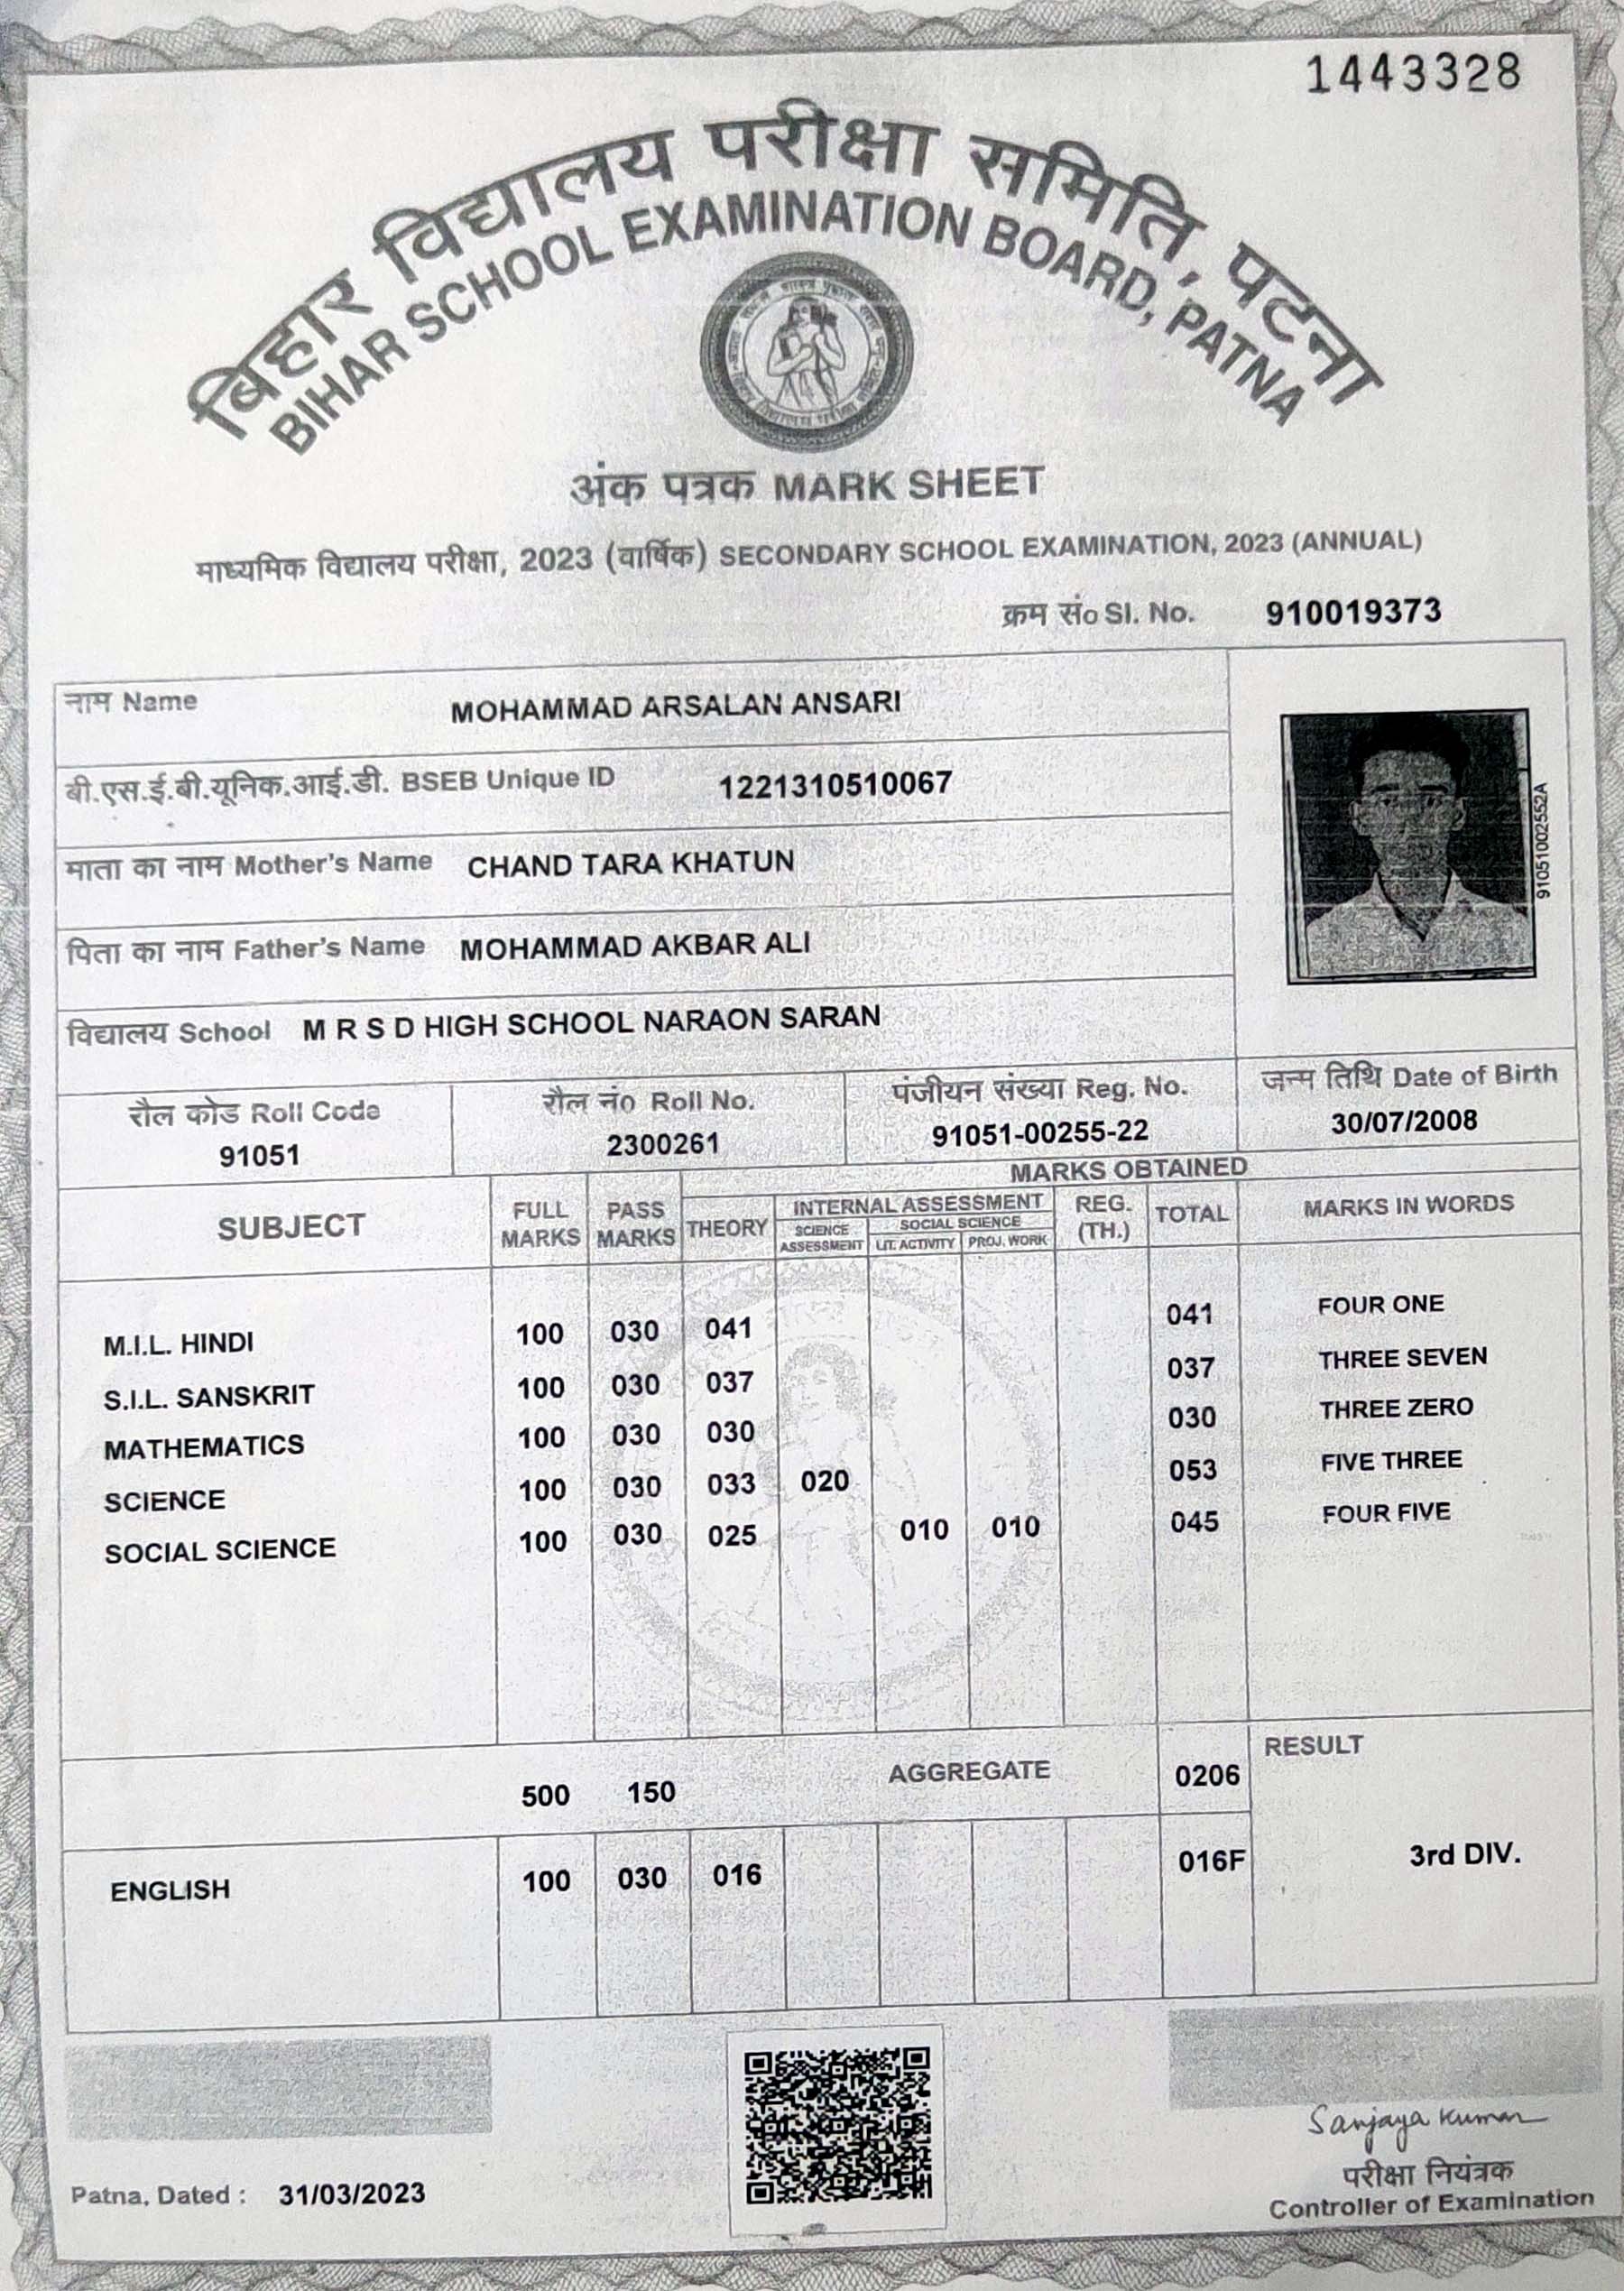 1443328
बिहार विद्यालय परीक्षा समिति, पटना
BIHAR SCHOOL EXAMINATION BOARD, PATNA
अंक पत्रक MARK SHEET
माध्यमिक विद्यालय परीक्षा, 2023 (वार्षिक) SECONDARY SCHOOL EXAMINATION, 2023 (ANNUAL)
क्रम सं० SI. No. 910019373
नाम Name MOHAMMAD ARSALAN ANSARI
बी.एस.ई.बी.यूनिक.आई.डी. BSEB Unique ID 1221310510067
माता का नाम Mother's Name CHAND TARA KHATUN
पिता का नाम Father's Name MOHAMMAD AKBAR ALI
विद्यालय School M R S D HIGH SCHOOL NARAON SARAN
91051002552A
रौल कोड Roll Code रौल नं० Roll No. पंजीयन संख्या Reg. No. जन्म तिथि Date of Birth
91051 2300261 91051-00255-22 30/07/2008
MARKS OBTAINED
SUBJECT FULL MARKS PASS MARKS THEORY INTERNAL ASSESSMENT REG. (TH.) TOTAL MARKS IN WORDS
SCIENCE ASSESSMENT SOCIAL SCIENCE
LIT. ACTIVITY PROJ. WORK
M.I.L. HINDI 100 030 041 041 FOUR ONE
S.I.L. SANSKRIT 100 030 037 037 THREE SEVEN
MATHEMATICS 100 030 030 030 THREE ZERO
SCIENCE 100 030 033 020 053 FIVE THREE
SOCIAL SCIENCE 100 030 025 010 010 045 FOUR FIVE
500 150 AGGREGATE 0206 RESULT
ENGLISH 100 030 016 016F 3rd DIV.
Sanjaya Kumar
परीक्षा नियंत्रक
Patna, Dated : 31/03/2023 Controller of Examination